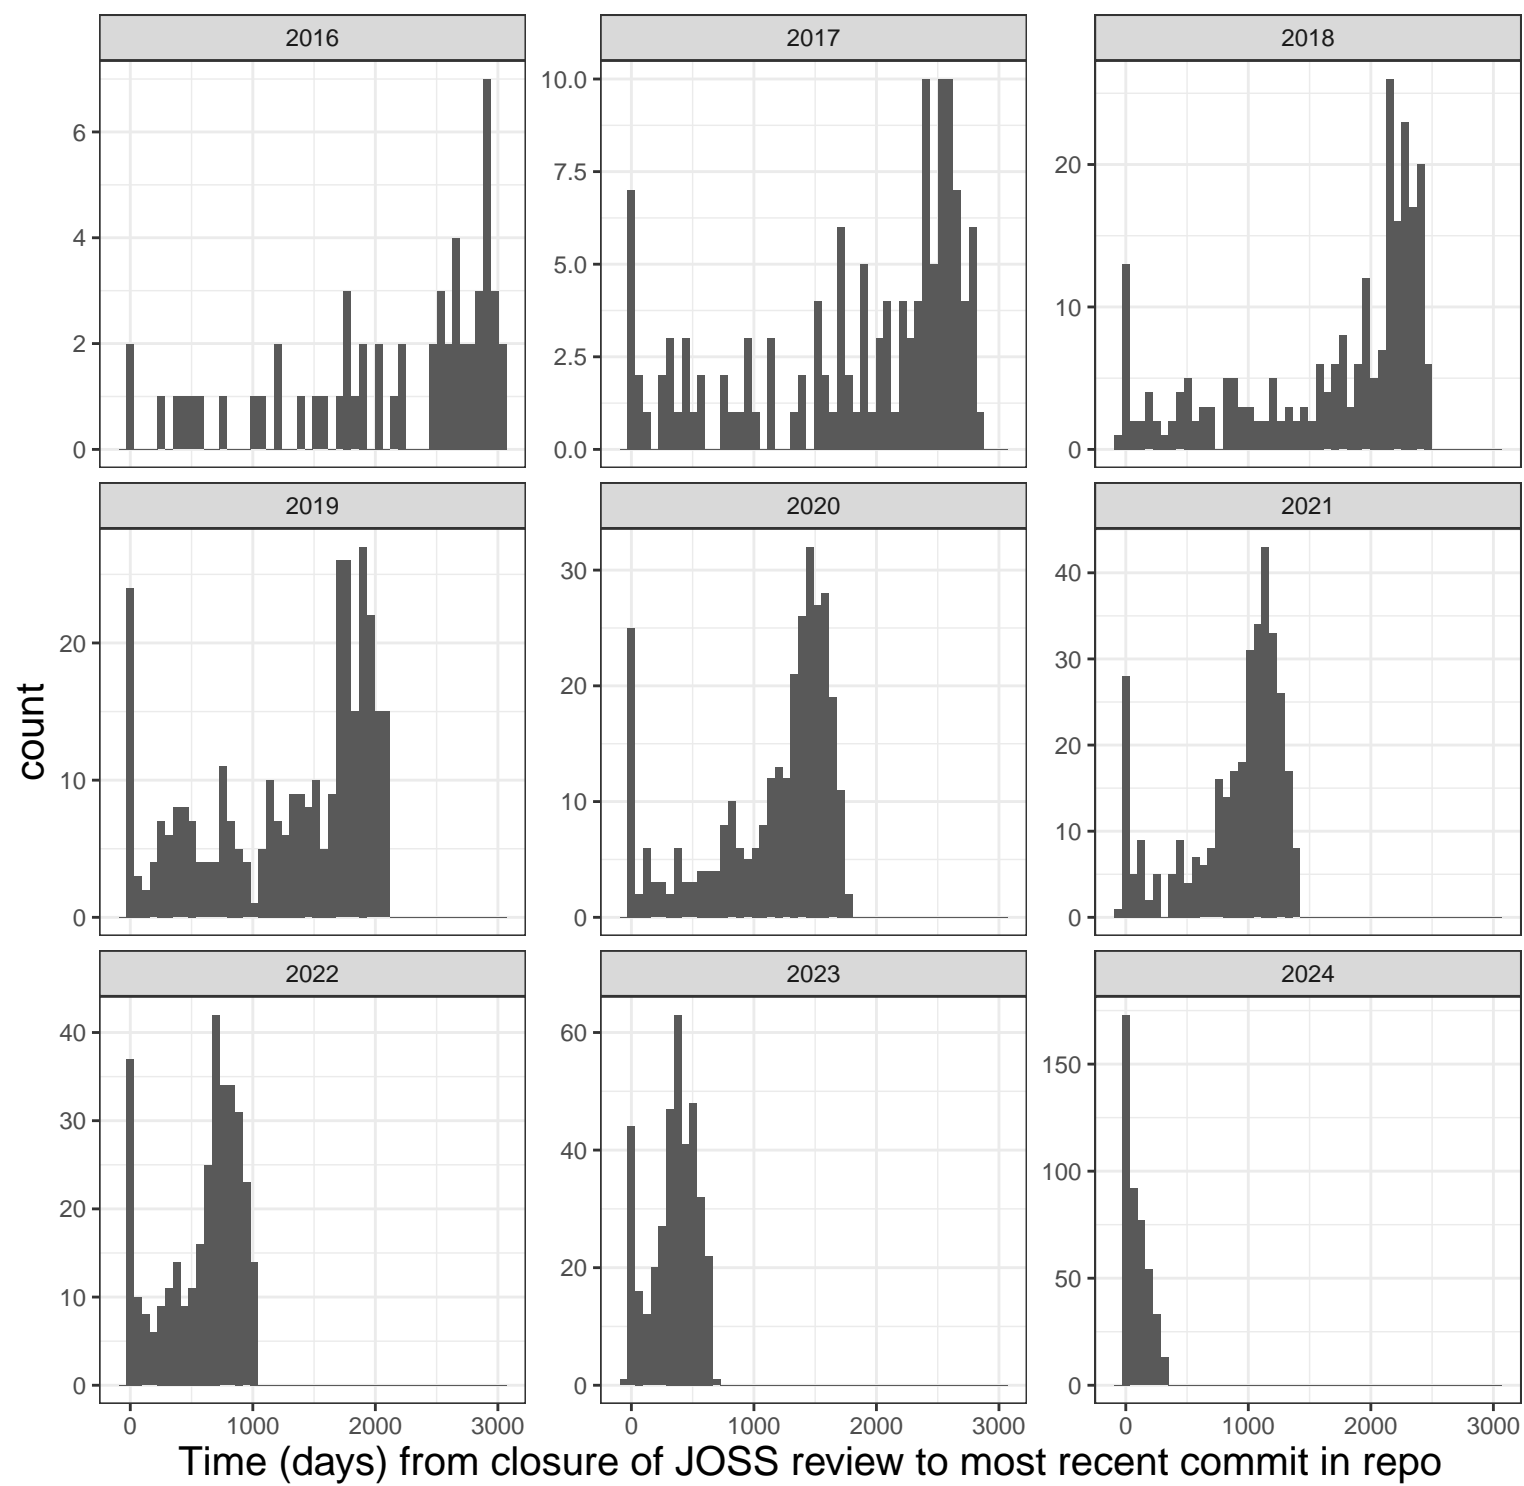 2016 2017 2018
0 2 4 6
0.0 2.5 5.0 7.5 10.0
0 10 20
2019 2020 2021
0 10 20
0 10 20 30
0 10 20 30 40
2022 2023 2024
0 10 20 30 40
0 20 40 60
0 50 100 150
0 1000 2000 3000 0 1000 2000 3000 0 1000 2000 3000
count
Time (days) from closure of JOSS review to most recent commit in repo